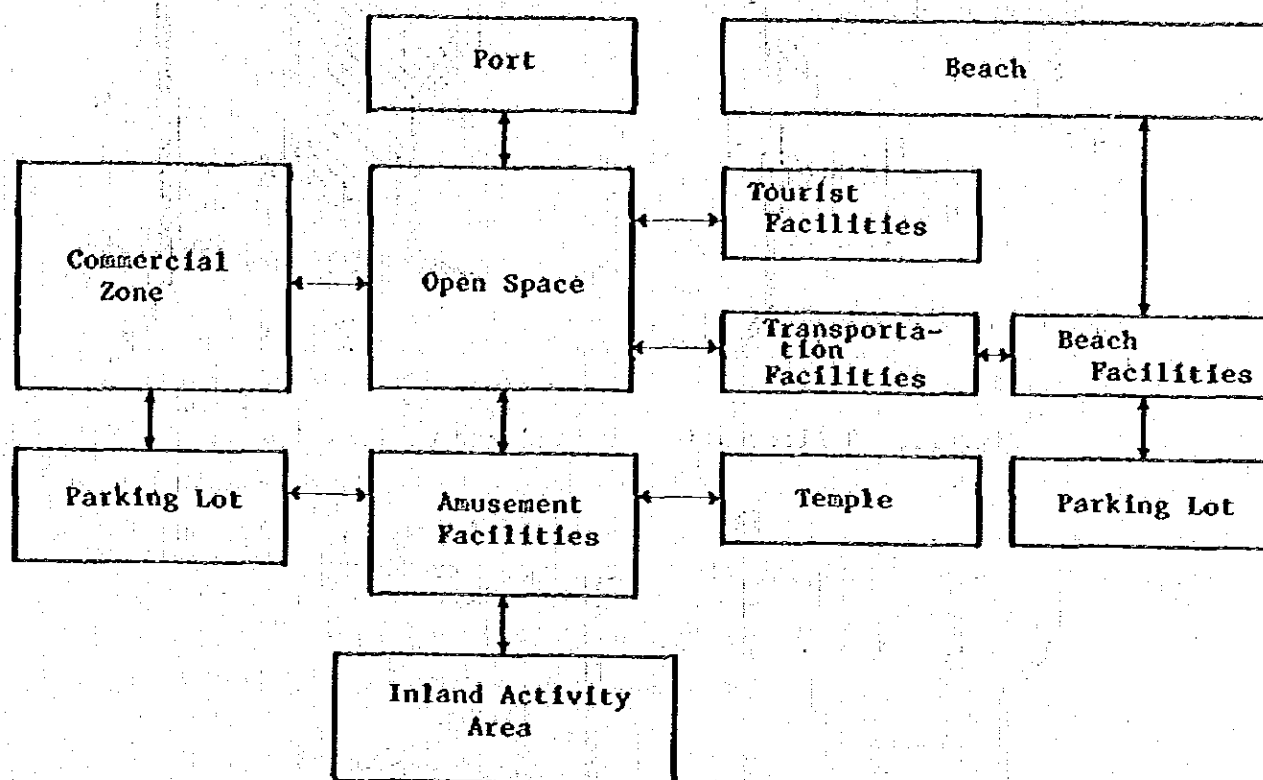 Port
Beach
Tourist
Facilities
Commercial
Zone
Open Space
Transporta-
tion
Facilities
Beach
Facilities
Parking Lot
Amusement
Facilities
Temple
Parking Lot
Inland Activity
Area